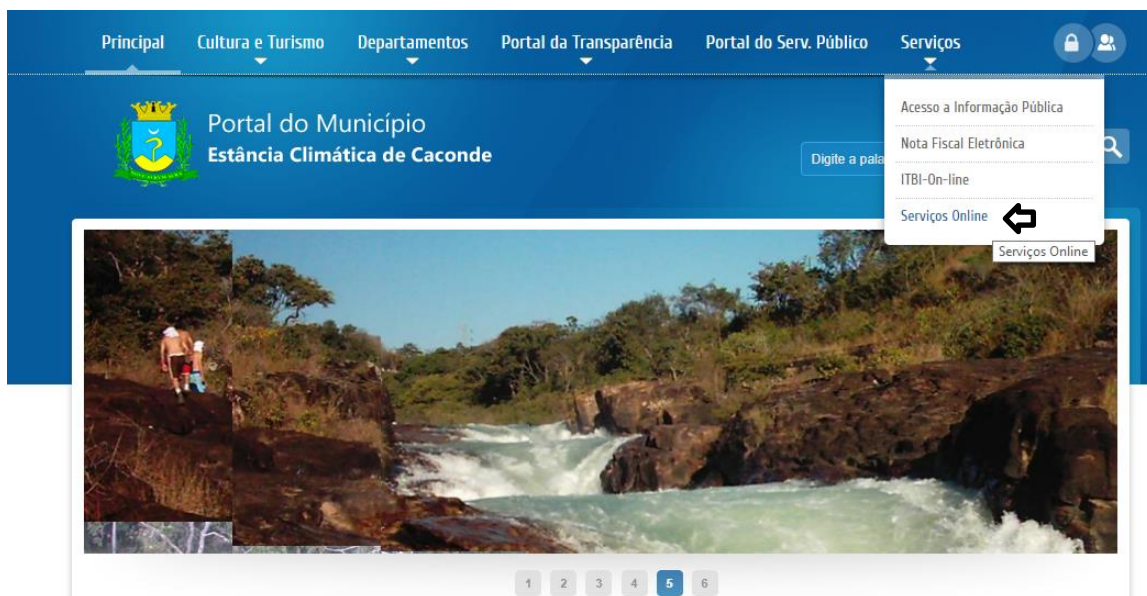 Principal Cultura e Turismo Departamentos Portal da Transparência Portal do Serv. Público Serviços
Portal do Município
Estância Climática de Caconde
Digite a pala
Acesso a Informação Pública
Nota Fiscal Eletrônica
ITBI-On-line
Serviços Online
Serviços Online
1 2 3 4 5 6